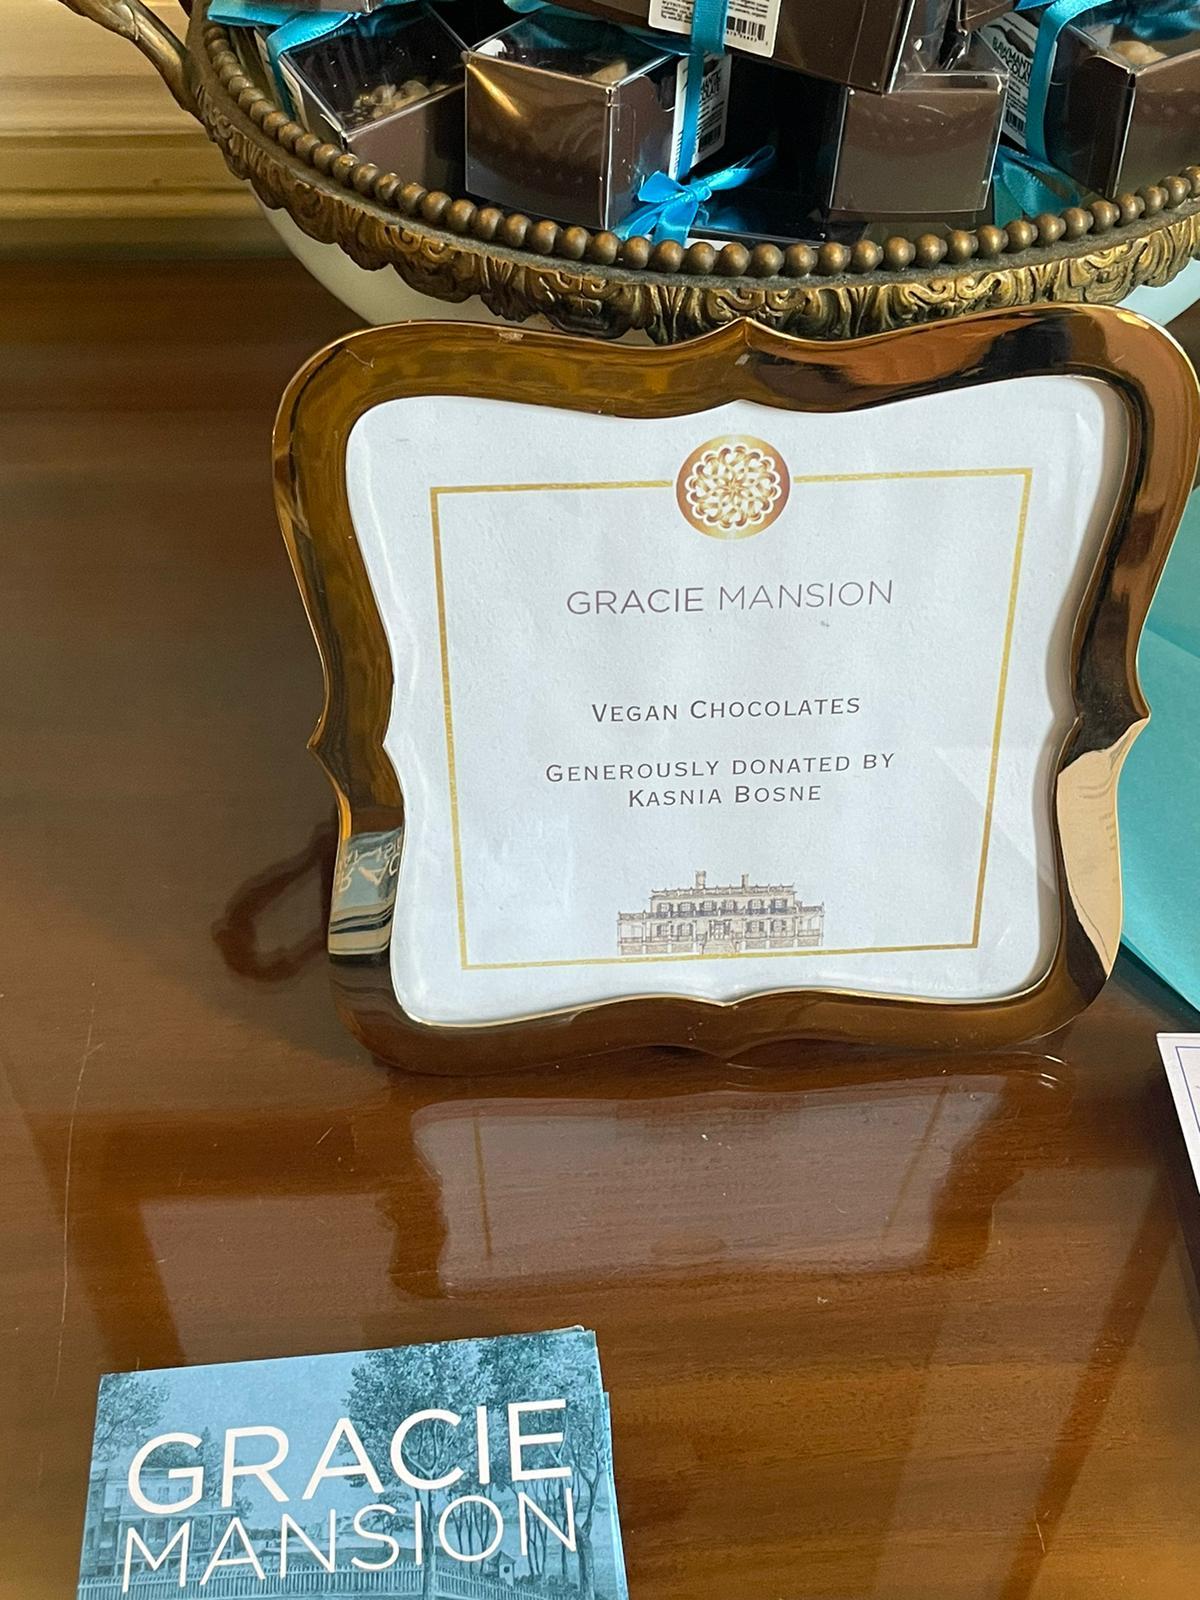 GRACIE MANSION
VEGAN CHOCOLATES
GENEROUSLY DONATED BY
KASNIA BOSNE
GRACIE
MANSION